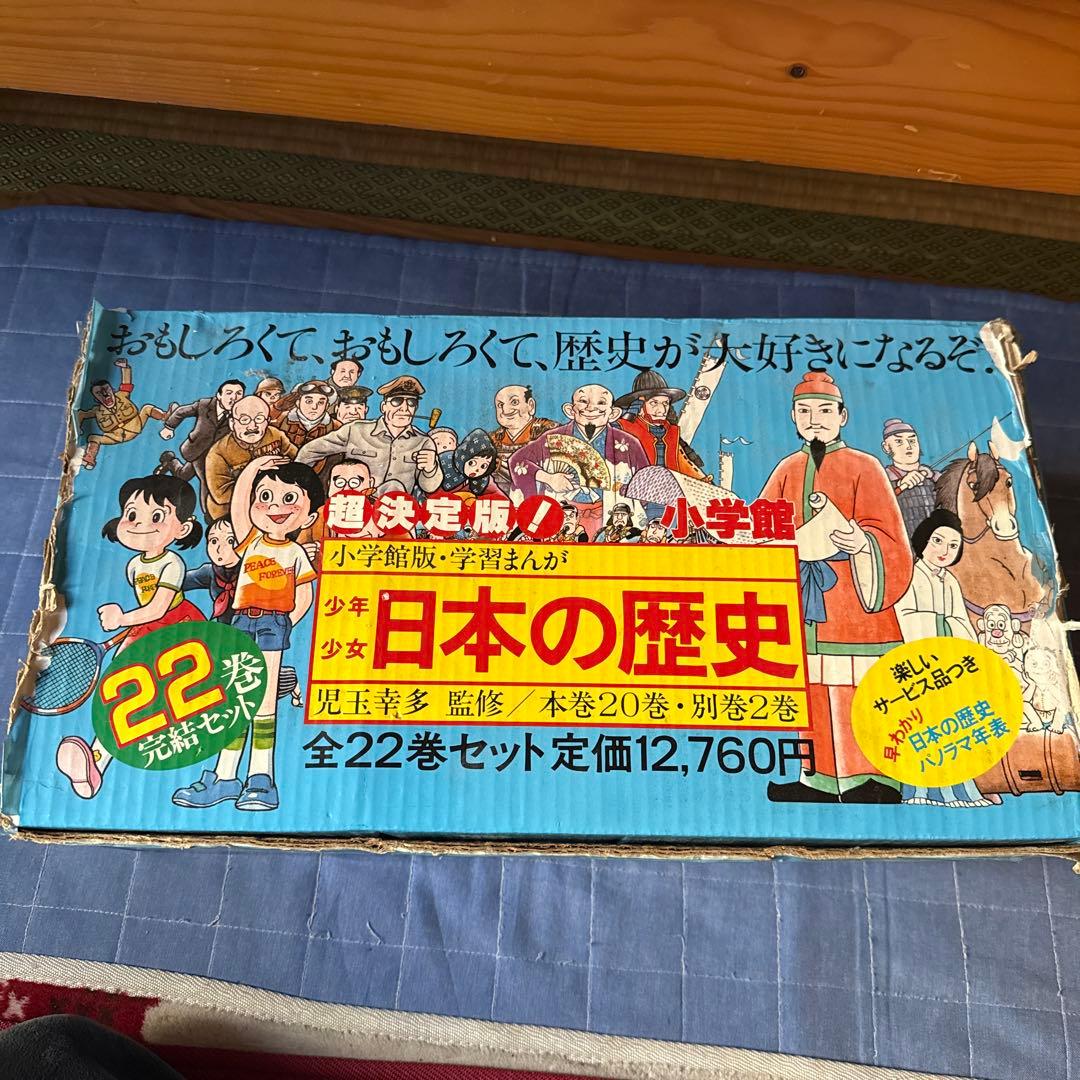 おもしろくて、おもしろくて、歴史が大好きになるぞ!
超決定版!
小学館
PEACE FOREVER
小学館版・学習まんが
少年
少女
日本の歴史
児玉幸多 監修/本巻20巻・別巻2巻
全22巻セット定価12,760円
22巻
完結セット
楽しい
サービス品つき
早わかり
日本の歴史
パノラマ年表